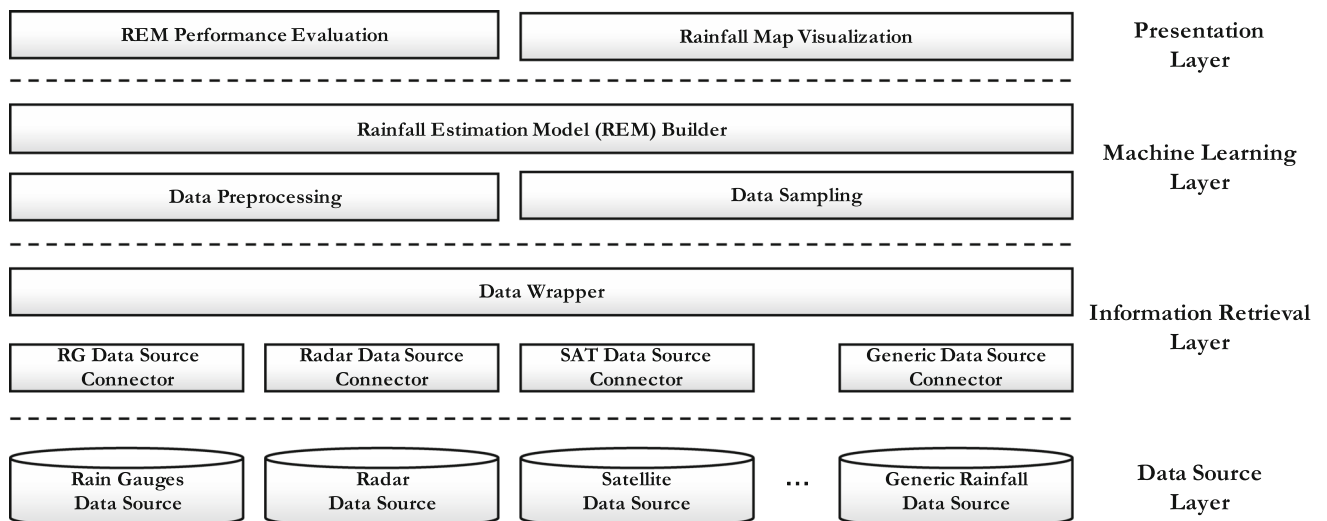 REM Performance Evaluation
Rainfall Map Visualization
Presentation
Layer
Rainfall Estimation Model (REM) Builder
Data Preprocessing
Data Sampling
Machine Learning
Layer
Data Wrapper
RG Data Source
Connector
Radar Data Source
Connector
SAT Data Source
Connector
Generic Data Source
Connector
Information Retrieval
Layer
Rain Gauges
Data Source
Radar
Data Source
Satellite
Data Source
...
Generic Rainfall
Data Source
Data Source
Layer